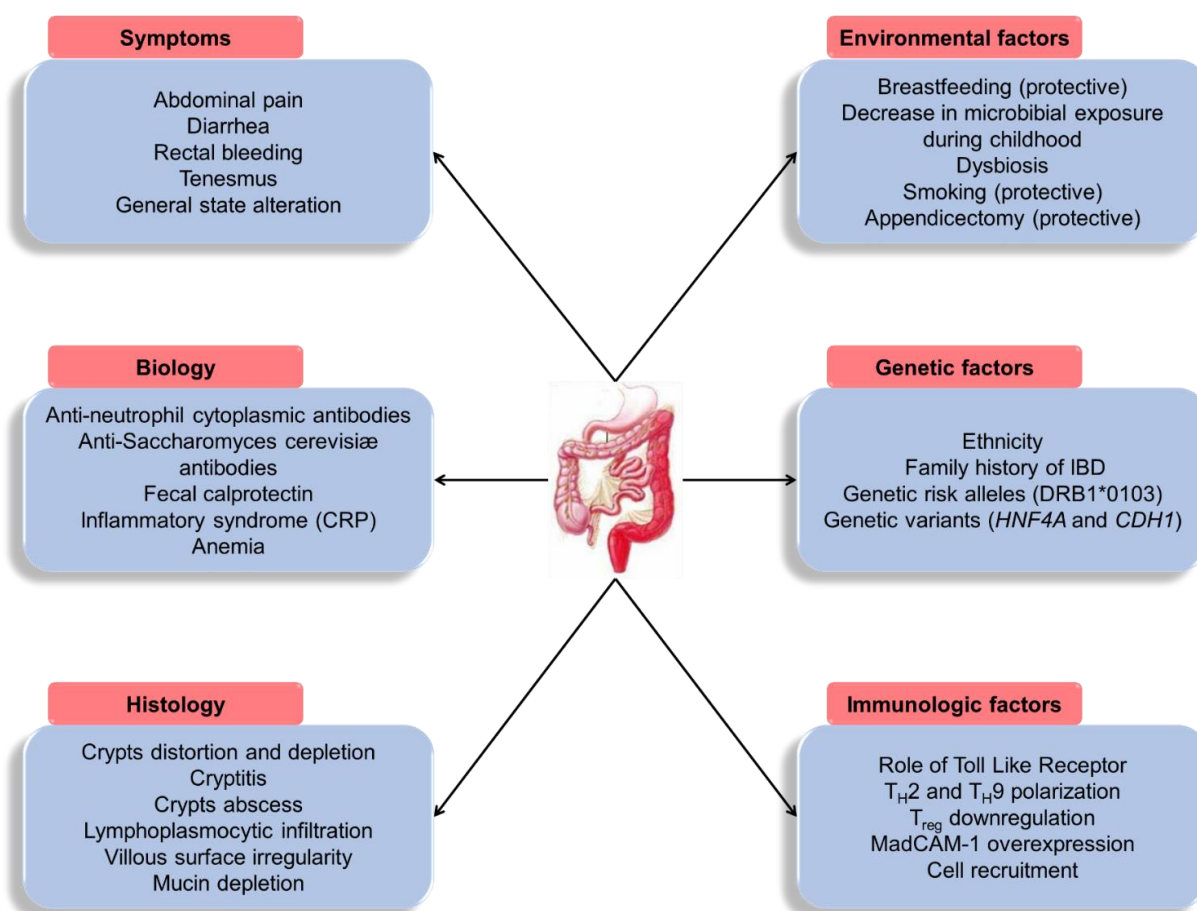 Symptoms
Abdominal pain
Diarrhea
Rectal bleeding
Tenesmus
General state alteration
Environmental factors
Breastfeeding (protective)
Decrease in microbibial exposure
during childhood
Dysbiosis
Smoking (protective)
Appendicectomy (protective)
Biology
Anti-neutrophil cytoplasmic antibodies
Anti-Saccharomyces cerevisiæ
antibodies
Fecal calprotectin
Inflammatory syndrome (CRP)
Anemia
Genetic factors
Ethnicity
Family history of IBD
Genetic risk alleles (DRB1*0103)
Genetic variants (HNF4A and CDH1)
Histology
Crypts distortion and depletion
Cryptitis
Crypts abscess
Lymphoplasmocytic infiltration
Villous surface irregularity
Mucin depletion
Immunologic factors
Role of Toll Like Receptor
TH2 and TH9 polarization
Treg downregulation
MadCAM-1 overexpression
Cell recruitment